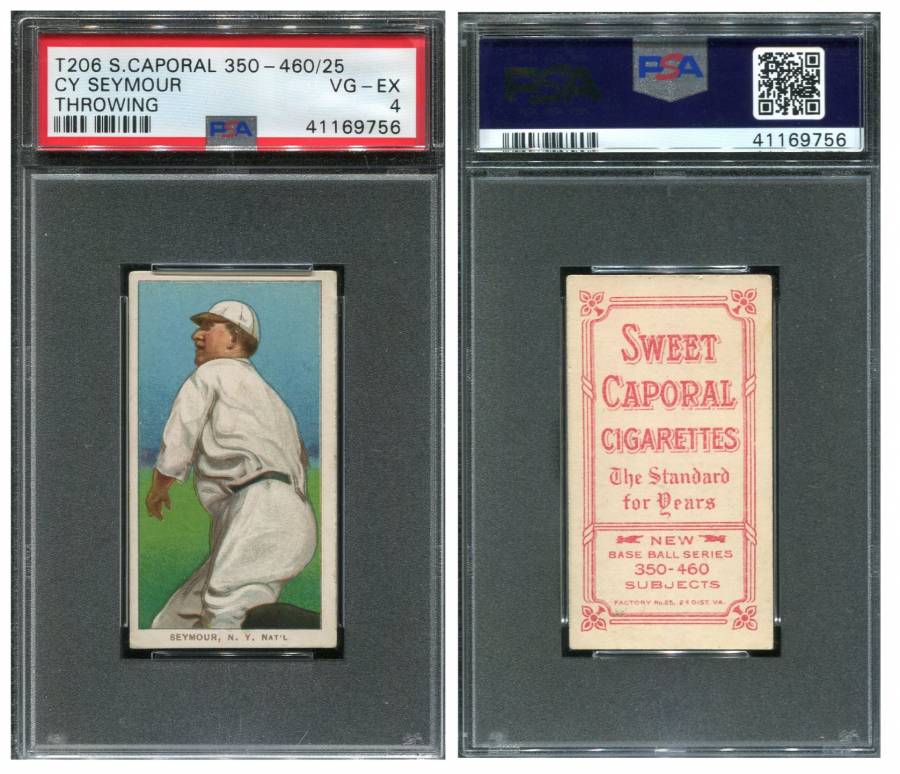 T206 S.CAPORAL 350-460/25
CY SEYMOUR VG-EX
THROWING 4
PSA 41169756
SEYMOUR, N. Y. NAT'L
PSA PSA
41169756
SWEET
CAPORAL
CIGARETTES
The Standard
for Years
NEW
BASE BALL SERIES
350-460
SUBJECTS
FACTORY No. 25, 2d DIST. VA.